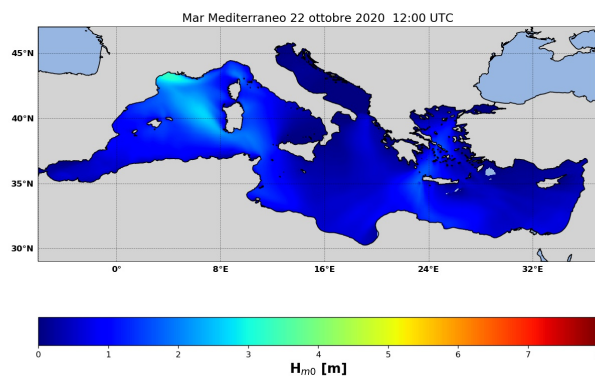 Mar Mediterraneo 22 ottobre 2020 12:00 UTC
45°N
40°N
35°N
30°N
0° 8°E 16°E 24°E 32°E
0 1 2 3 4 5 6 7
Hm0 [m]